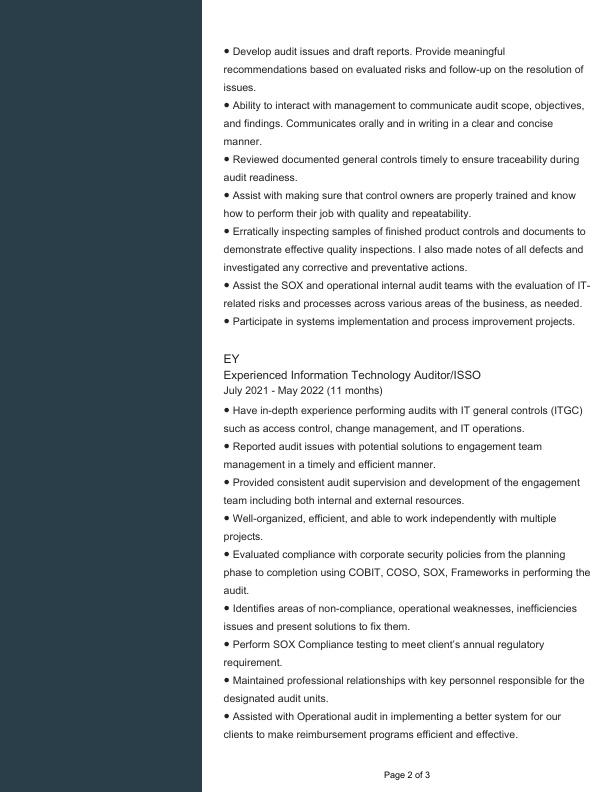 ● Develop audit issues and draft reports. Provide meaningful
recommendations based on evaluated risks and follow-up on the resolution of
issues.
● Ability to interact with management to communicate audit scope, objectives,
and findings. Communicates orally and in writing in a clear and concise
manner.
● Reviewed documented general controls timely to ensure traceability during
audit readiness.
● Assist with making sure that control owners are properly trained and know
how to perform their job with quality and repeatability.
● Erratically inspecting samples of finished product controls and documents to
demonstrate effective quality inspections. I also made notes of all defects and
investigated any corrective and preventative actions.
● Assist the SOX and operational internal audit teams with the evaluation of IT-
related risks and processes across various areas of the business, as needed.
● Participate in systems implementation and process improvement projects.
EY
Experienced Information Technology Auditor/ISSO
July 2021 - May 2022 (11 months)
● Have in-depth experience performing audits with IT general controls (ITGC)
such as access control, change management, and IT operations.
● Reported audit issues with potential solutions to engagement team
management in a timely and efficient manner.
● Provided consistent audit supervision and development of the engagement
team including both internal and external resources.
● Well-organized, efficient, and able to work independently with multiple
projects.
● Evaluated compliance with corporate security policies from the planning
phase to completion using COBIT, COSO, SOX, Frameworks in performing the
audit.
● Identifies areas of non-compliance, operational weaknesses, inefficiencies
issues and present solutions to fix them.
● Perform SOX Compliance testing to meet client's annual regulatory
requirement.
● Maintained professional relationships with key personnel responsible for the
designated audit units.
● Assisted with Operational audit in implementing a better system for our
clients to make reimbursement programs efficient and effective.
Page 2 of 3